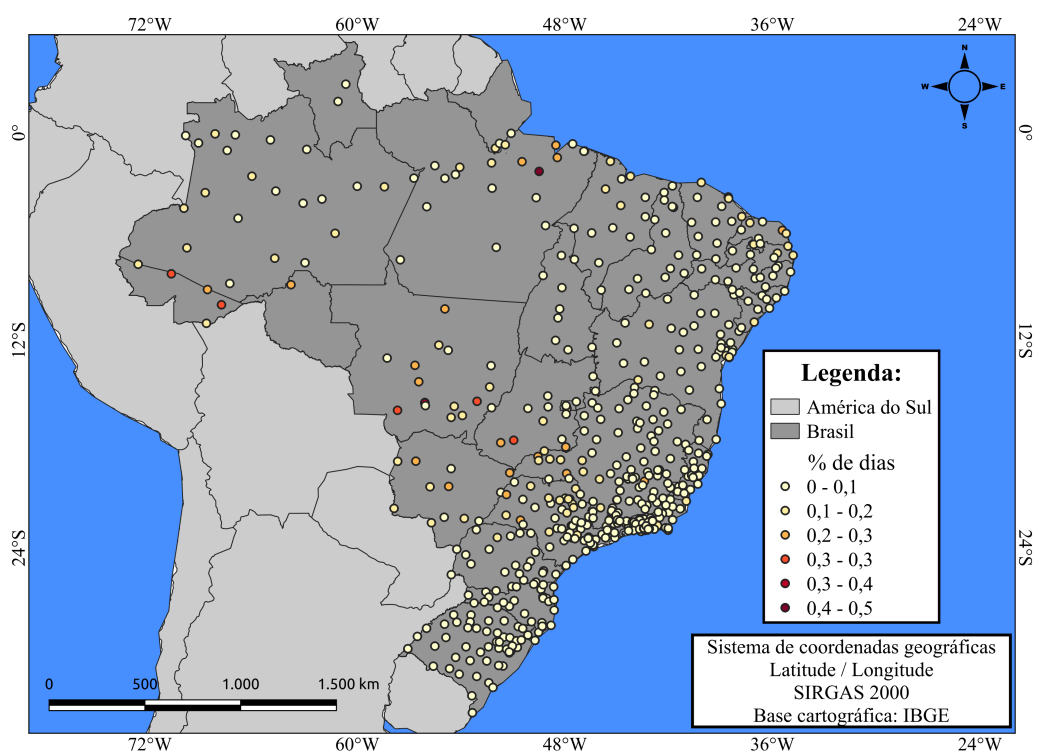 72°W 60°W 48°W 36°W 24°W
0°
0°
N
W E
S
12°S
12°S
24°S
24°S
Legenda:
América do Sul
Brasil
% de dias
0 - 0,1
0,1 - 0,2
0,2 - 0,3
0,3 - 0,3
0,3 - 0,4
0,4 - 0,5
Sistema de coordenadas geográficas
Latitude / Longitude
SIRGAS 2000
Base cartográfica: IBGE
0 500 1.000 1.500 km
72°W 60°W 48°W 36°W 24°W